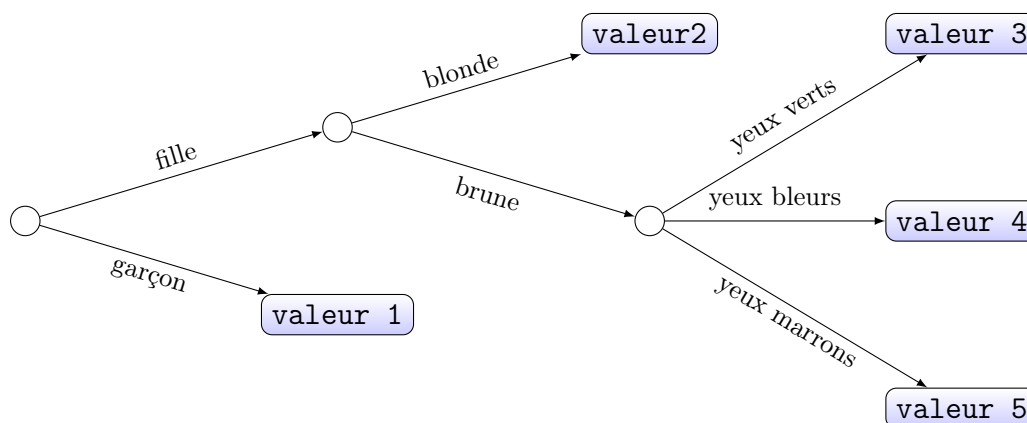 valeur2
valeur 3
blonde
yeux verts
fille
brune
yeux bleurs
valeur 4
garçon
valeur 1
yeux marrons
valeur 5